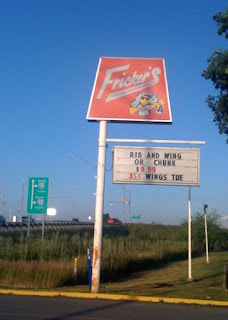 Fricker's
RIB AND WING
OR CHUNK
$9.99
35¢ WINGS TUE